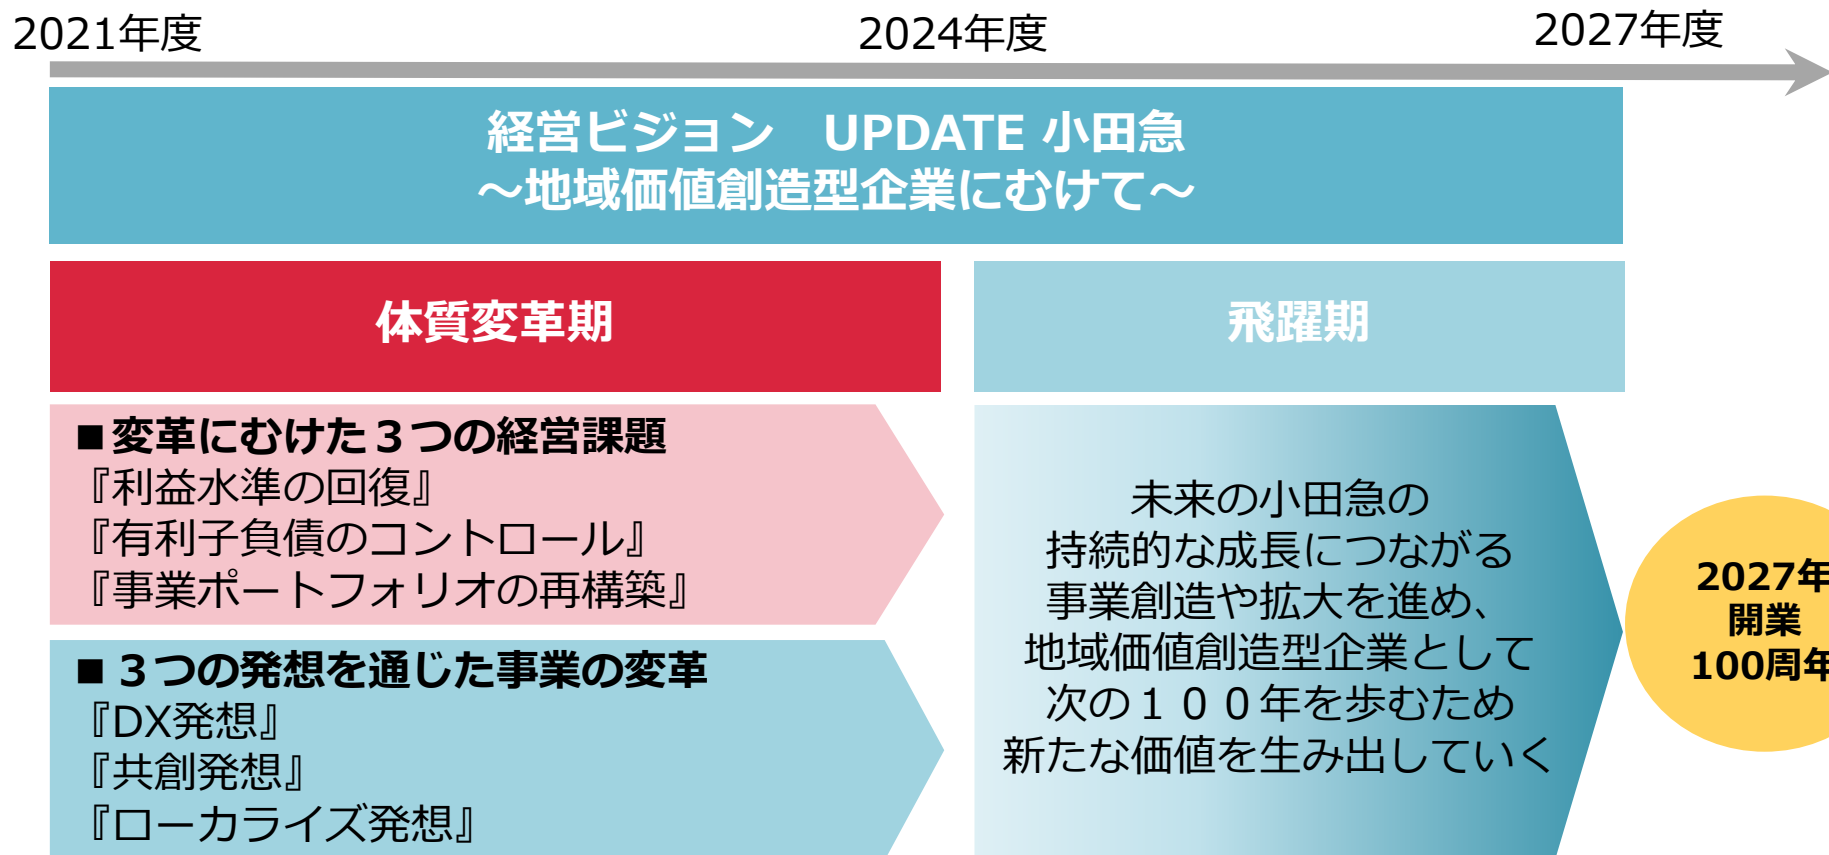 2021年度
2024年度
2027年度
経営ビジョン　UPDATE 小田急
～地域価値創造型企業にむけて～
体質変革期
飛躍期
■変革にむけた３つの経営課題
『利益水準の回復』
『有利子負債のコントロール』
『事業ポートフォリオの再構築』
■３つの発想を通じた事業の変革
『DX発想』
『共創発想』
『ローカライズ発想』
未来の小田急の
持続的な成長につながる
事業創造や拡大を進め、
地域価値創造型企業として
次の１００年を歩むため
新たな価値を生み出していく
2027年
開業
100周年